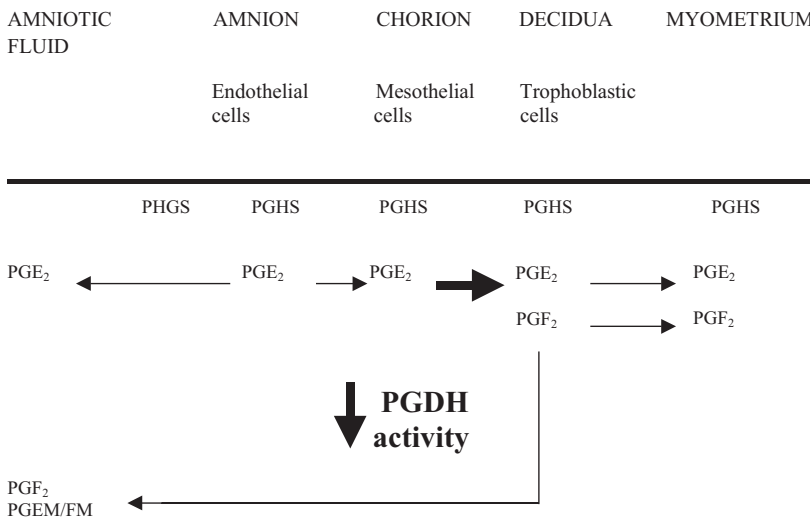 AMNIOTIC FLUID AMNION CHORION DECIDUA MYOMETRIUM
Endothelial cells Mesothelial cells Trophoblastic cells
PHGS PGHS PGHS PGHS PGHS
PGE₂ PGE₂ PGE₂ PGE₂ PGE₂
PGF₂ PGF₂
PGDH
activity
PGF₂
PGEM/FM